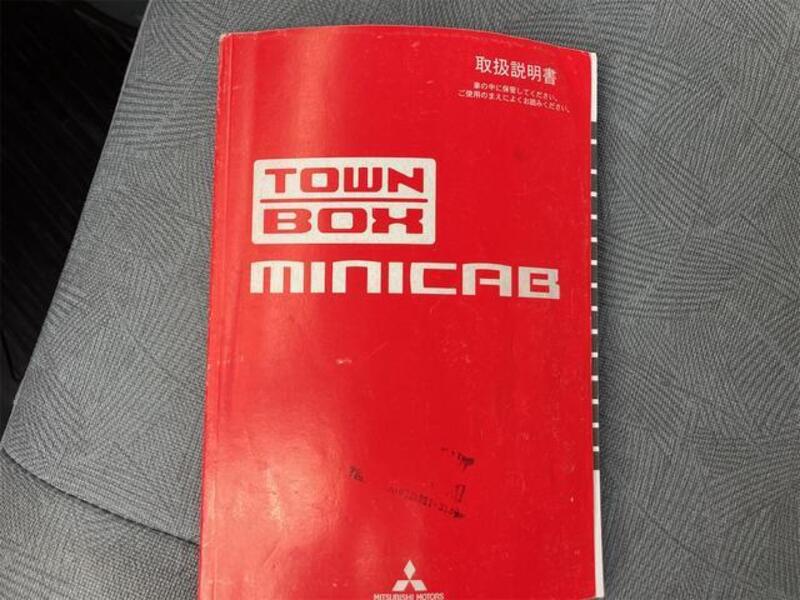 取扱説明書
車の中に保管してください。
ご使用のまえによくお読みください。
TOWN
BOX
MINICAB
MITSUBISHI MOTORS